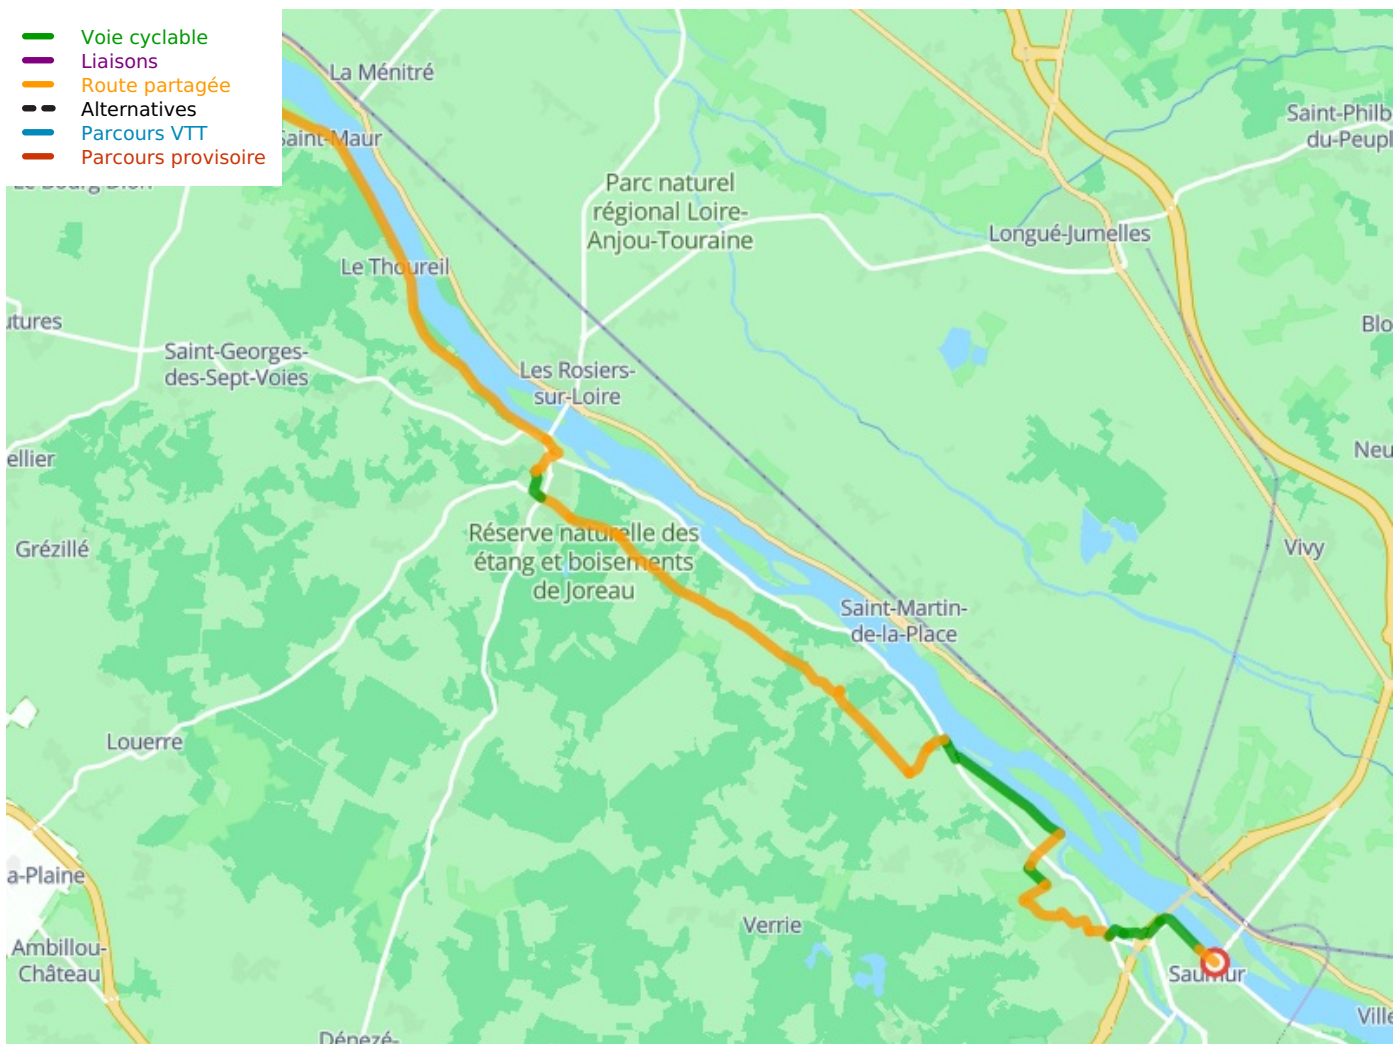 Voie cyclable
Liaisons
Route partagée
Alternatives
Parcours VTT
Parcours provisoire
La Ménitré
Saint-Maur
Saint-Philb
du-Peupl
Parc naturel
régional Loire-
Anjou-Touraine
Longué-Jumelles
Le Thoureil
utures
Saint-Georges-
des-Sept-Voies
Blo
Les Rosiers-
sur-Loire
ellier
Neu
Grézillé
Réserve naturelle des
étang et boisements
de Joreau
Vivy
Saint-Martin-
de-la-Place
Louerre
a-Plaine
Verrie
Ambillou-
Château
Saumur
Ville
Dénezé-